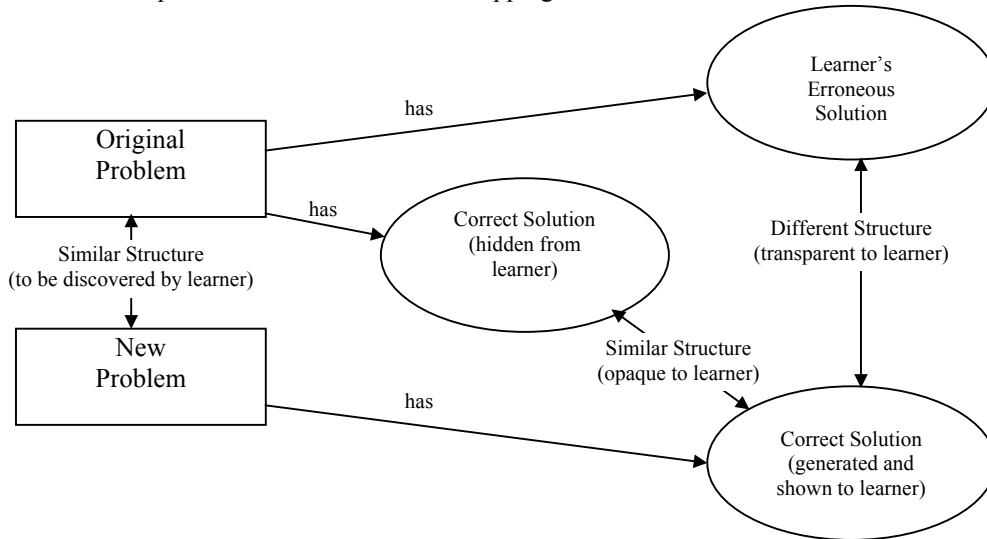 Learner's
Erroneous
Solution
has
Original
Problem
has
Correct Solution
(hidden from
learner)
Different Structure
(transparent to learner)
Similar Structure
(to be discovered by learner)
New
Problem
Similar Structure
(opaque to learner)
has
Correct Solution
(generated and
shown to learner)